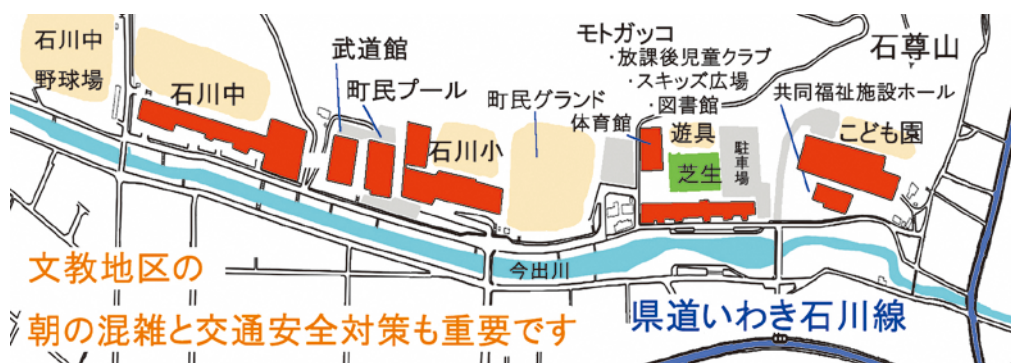 石川中
野球場
石川中
武道館
町民プール
石川小
町民グランド
体育館
モトガッコ
・放課後児童クラブ
・スキッズ広場
・図書館
遊具
芝生
駐車場
石尊山
共同福祉施設ホール
こども園
今出川
文教地区の
朝の混雑と交通安全対策も重要です
県道いわき石川線